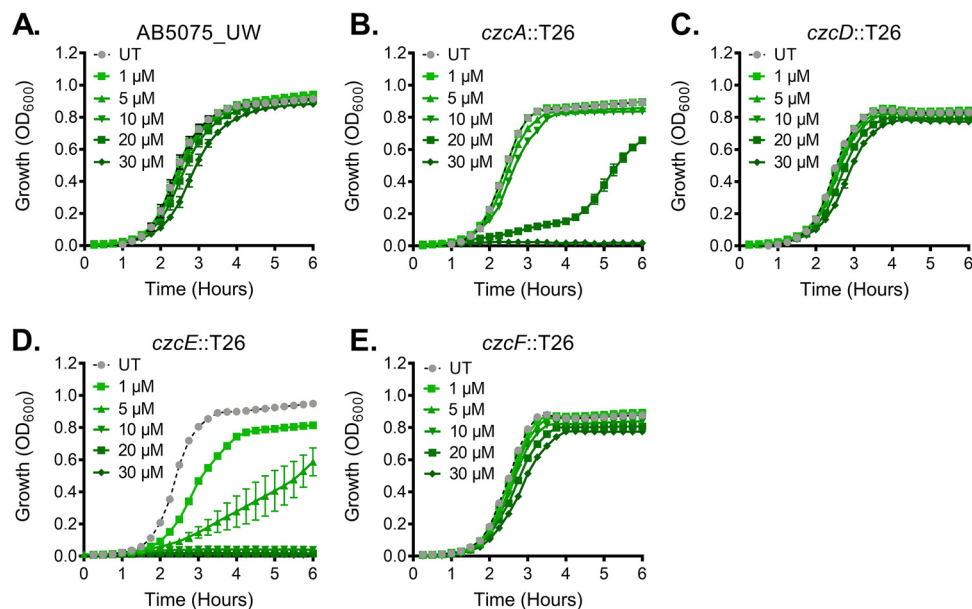 A.
AB5075_UW
UT
1 µM
5 µM
10 µM
20 µM
30 µM
Growth (OD600)
1.2
1.0
0.8
0.6
0.4
0.2
0.0
0 1 2 3 4 5 6
Time (Hours)
B.
czcA::T26
UT
1 µM
5 µM
10 µM
20 µM
30 µM
Growth (OD600)
1.2
1.0
0.8
0.6
0.4
0.2
0.0
0 1 2 3 4 5 6
Time (Hours)
C.
czcD::T26
UT
1 µM
5 µM
10 µM
20 µM
30 µM
Growth (OD600)
1.2
1.0
0.8
0.6
0.4
0.2
0.0
0 1 2 3 4 5 6
Time (Hours)
D.
czcE::T26
UT
1 µM
5 µM
10 µM
20 µM
30 µM
Growth (OD600)
1.2
1.0
0.8
0.6
0.4
0.2
0.0
0 1 2 3 4 5 6
Time (Hours)
E.
czcF::T26
UT
1 µM
5 µM
10 µM
20 µM
30 µM
Growth (OD600)
1.2
1.0
0.8
0.6
0.4
0.2
0.0
0 1 2 3 4 5 6
Time (Hours)